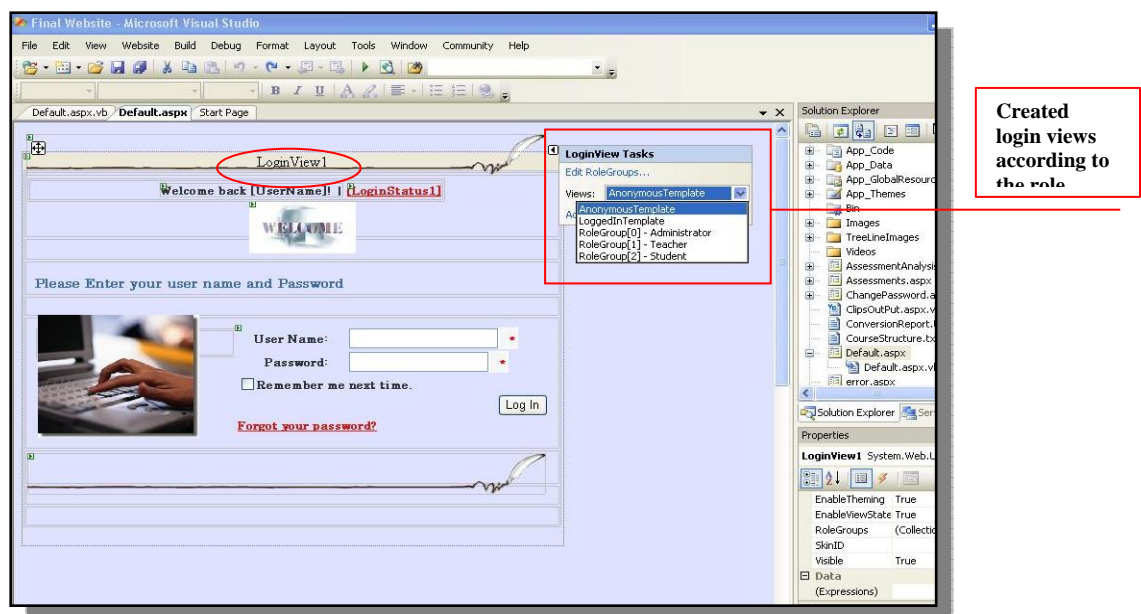 Final Website - Microsoft Visual Studio
File Edit View Website Build Debug Format Layout Tools Window Community Help
B I U A
Default.aspx.vb Default.aspx Start Page
LoginView1
Welcome back [UserName]! | [LoginStatus1]
WELCOME
Please Enter your user name and Password
User Name:
*
Password:
*
Remember me next time.
Log In
Forgot your password?
LoginView Tasks
Edit RoleGroups...
Views: AnonymousTemplate
AnonymousTemplate
LoggedInTemplate
RoleGroup[0] - Administrator
RoleGroup[1] - Teacher
RoleGroup[2] - Student
Solution Explorer
App_Code
App_Data
App_GlobalResourc
App_Themes
Bin
Images
TreeLineImages
Videos
AssessmentAnalysi
Assessments.aspx
ChangePassword.a
ClipsOutPut.aspx.v
ConversionReport.
CourseStructure.tx
Default.aspx
Default.aspx.v
error.aspx
Solution Explorer Ser
Properties
LoginView1 System.Web.U
EnableTheming True
EnableViewState True
RoleGroups (Collectio
SkinID
Visible True
Data
(Expressions)
Created
login views
according to
the role